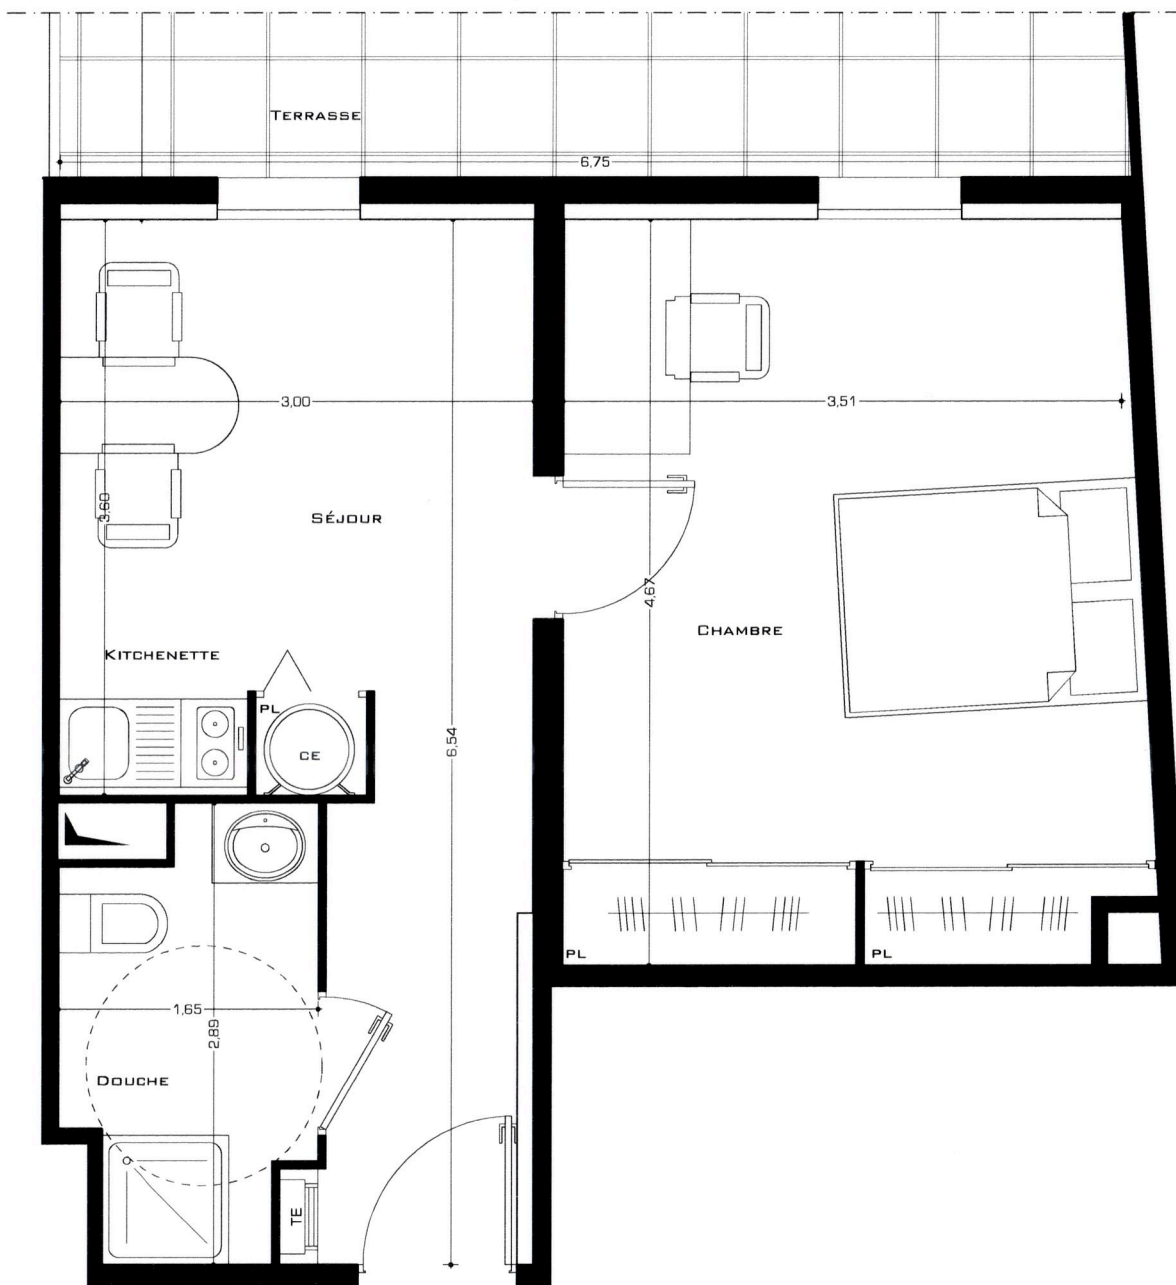 TERRASSE
6,75
3,00
3,51
3,60
SÉJOUR
4,67
CHAMBRE
KITCHENETTE
PL
CE
6,54
PL
PL
1,65
2,89
DOUCHE
TE